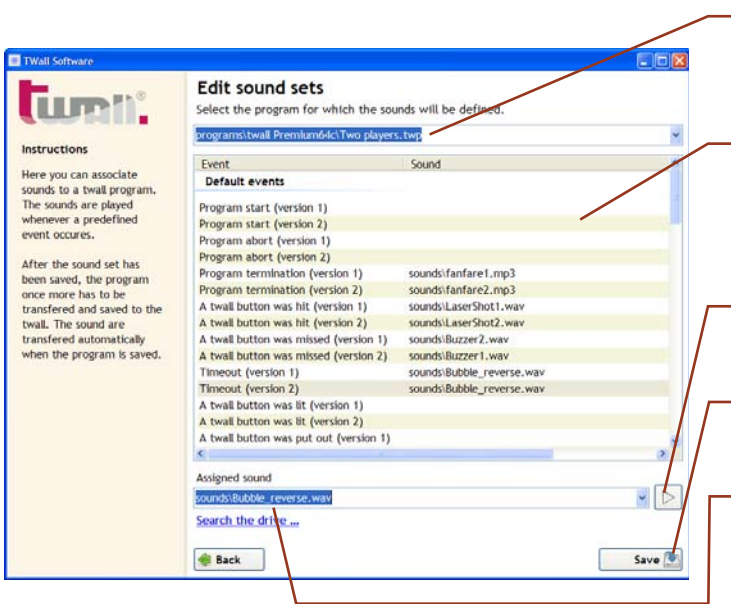 TWall Software
twall.®
Edit sound sets
Select the program for which the sounds will be defined.
programs\twall Premium64c\Two players.twp
Instructions
Here you can associate
sounds to a twall program.
The sounds are played
whenever a predefined
event occures.
After the sound set has
been saved, the program
once more has to be
transfered and saved to the
twall. The sound are
transfered automatically
when the program is saved.
Event Sound
Default events
Program start (version 1)
Program start (version 2)
Program abort (version 1)
Program abort (version 2)
Program termination (version 1) sounds\fanfare1.mp3
Program termination (version 2) sounds\fanfare2.mp3
A twall button was hit (version 1) sounds\LaserShot1.wav
A twall button was hit (version 2) sounds\LaserShot2.wav
A twall button was missed (version 1) sounds\Buzzer2.wav
A twall button was missed (version 2) sounds\Buzzer1.wav
Timeout (version 1) sounds\Bubble_reverse.wav
Timeout (version 2) sounds\Bubble_reverse.wav
A twall button was lit (version 1)
A twall button was lit (version 2)
A twall button was put out (version 1)
Assigned sound
sounds\Bubble_reverse.wav
Search the drive ...
Back
Save